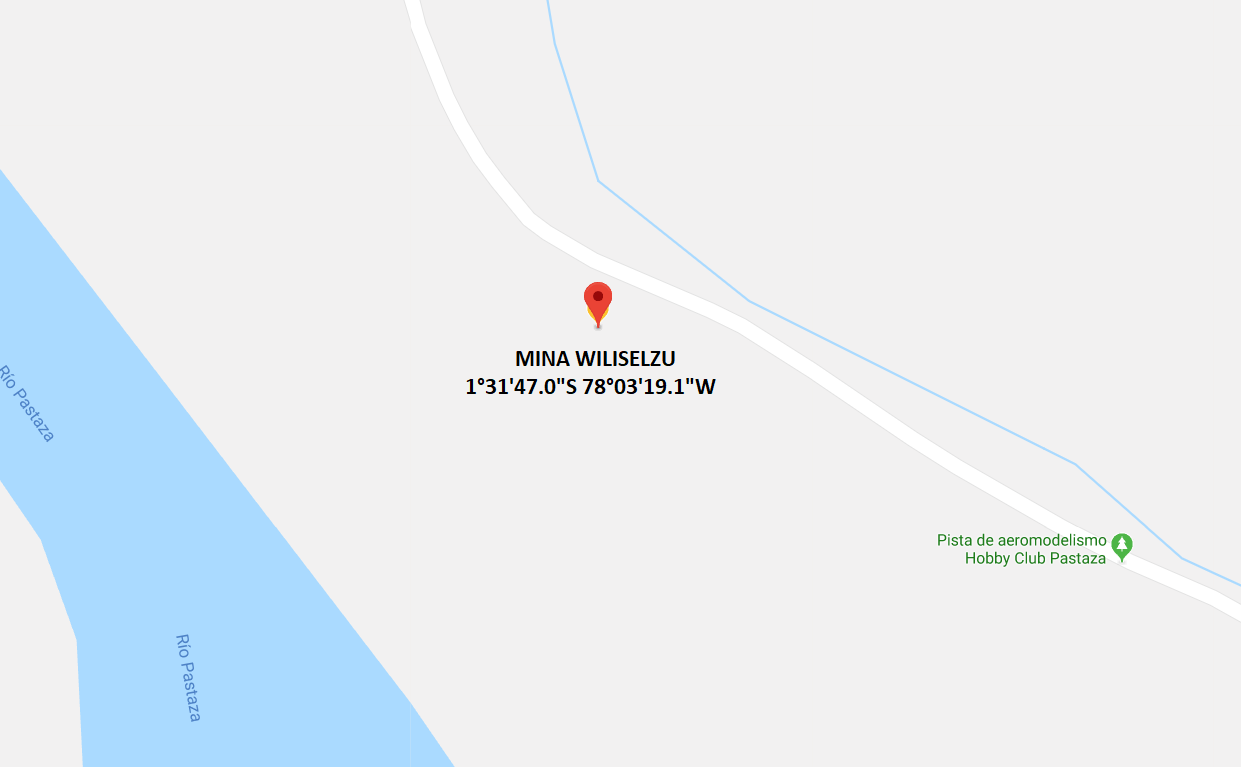 MINA WILISELZU
1°31'47.0"S 78°03'19.1"W
Río Pastaza
Pista de aeromodelismo
Hobby Club Pastaza
Río Pastaza